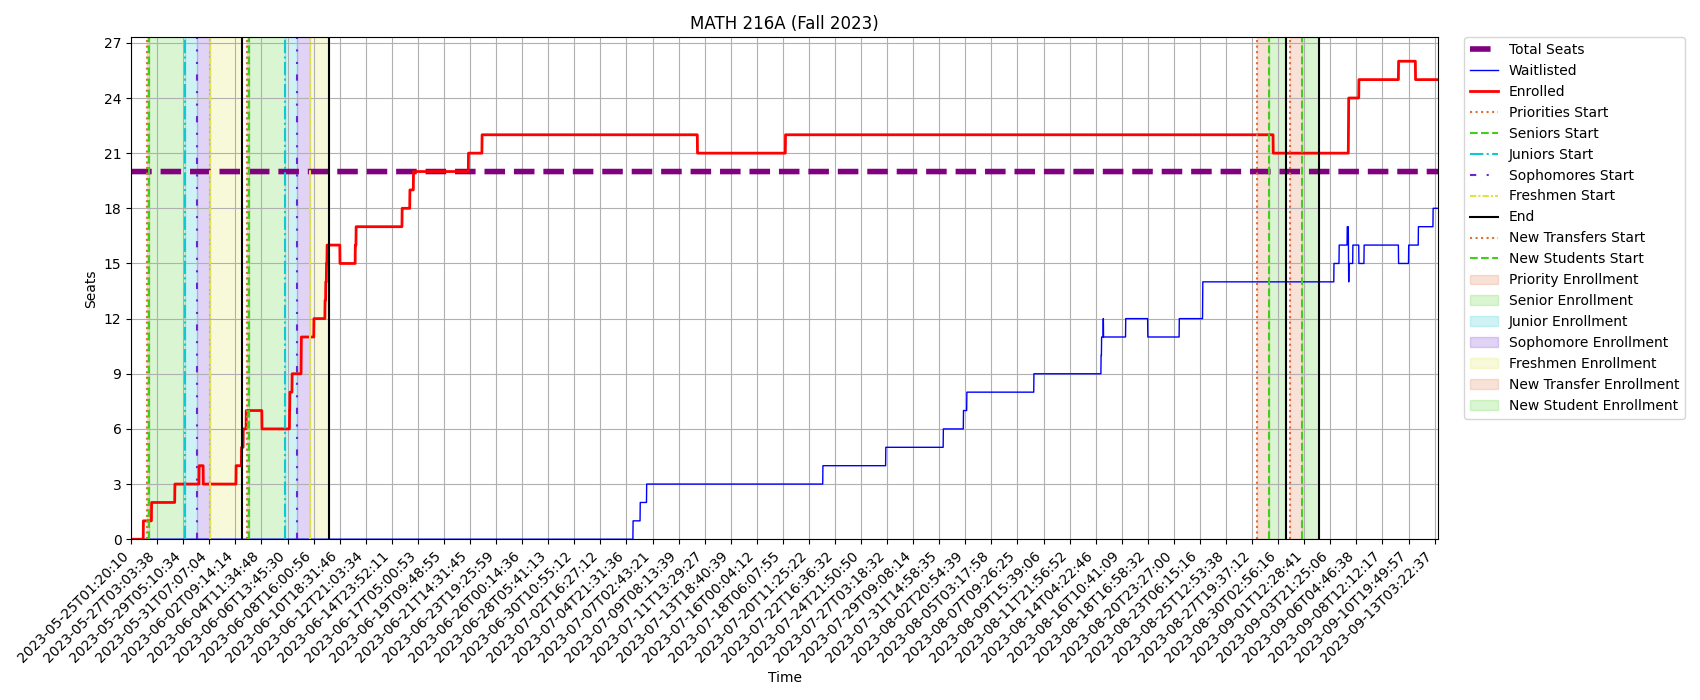 MATH 216A (Fall 2023)
27
24
21
18
15
12
9
6
3
0
Seats
2023-05-25T01:20:10
2023-05-27T03:03:38
2023-05-29T05:10:34
2023-05-31T07:07:04
2023-06-02T09:14:14
2023-06-04T11:34:48
2023-06-06T13:45:30
2023-06-08T16:00:56
2023-06-10T18:31:46
2023-06-12T21:03:34
2023-06-14T23:52:11
2023-06-17T05:00:53
2023-06-19T09:48:55
2023-06-21T14:31:45
2023-06-23T19:25:59
2023-06-26T00:14:36
2023-06-28T05:41:13
2023-06-30T10:55:12
2023-07-02T16:27:12
2023-07-04T21:31:36
2023-07-07T02:43:21
2023-07-09T08:13:39
2023-07-11T13:29:27
2023-07-13T18:40:39
2023-07-16T00:04:12
2023-07-18T06:07:55
2023-07-20T11:25:22
2023-07-22T16:36:32
2023-07-24T21:50:50
2023-07-27T03:18:32
2023-07-29T09:08:14
2023-07-31T14:58:35
2023-08-02T20:54:39
2023-08-05T03:17:58
2023-08-07T09:26:25
2023-08-09T15:39:06
2023-08-11T21:56:52
2023-08-14T04:22:46
2023-08-16T10:41:09
2023-08-18T16:58:32
2023-08-20T23:27:00
2023-08-23T06:15:16
2023-08-25T12:53:38
2023-08-27T19:37:12
2023-08-30T02:56:16
2023-09-01T12:28:41
2023-09-03T21:25:06
2023-09-06T04:46:38
2023-09-08T12:12:17
2023-09-10T19:49:57
2023-09-13T03:22:37
Time
Total Seats
Waitlisted
Enrolled
Priorities Start
Seniors Start
Juniors Start
Sophomores Start
Freshmen Start
End
New Transfers Start
New Students Start
Priority Enrollment
Senior Enrollment
Junior Enrollment
Sophomore Enrollment
Freshmen Enrollment
New Transfer Enrollment
New Student Enrollment